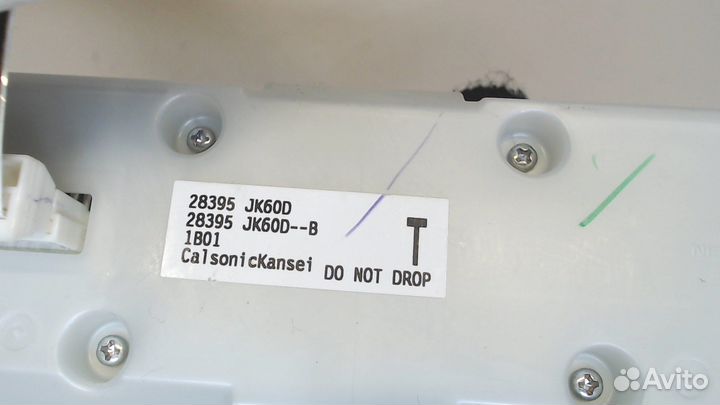 28395 JK60D
28395 JK60D--B
1B01
T
CalsonicKansei DO NOT DROP
Avito